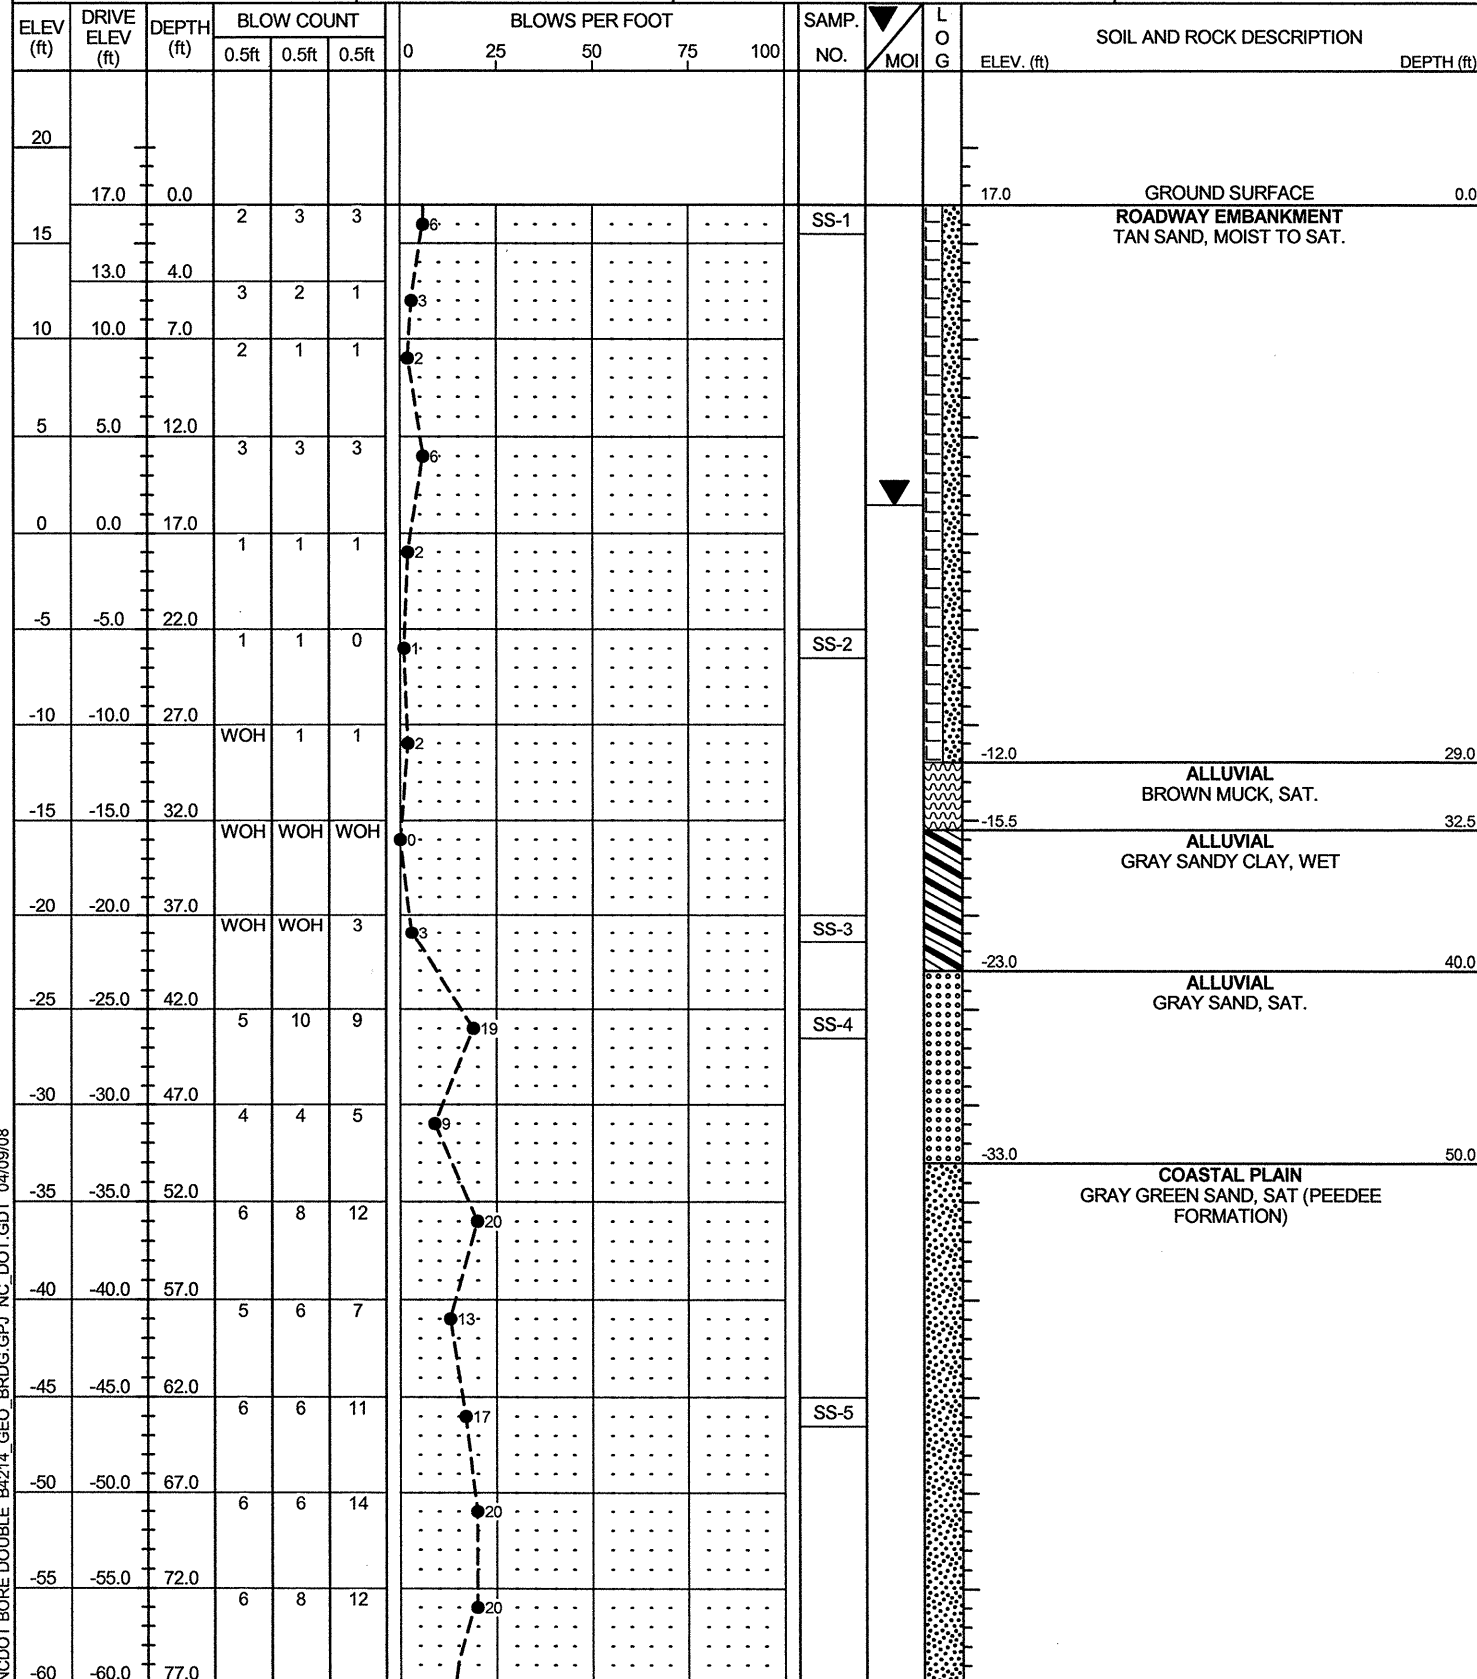 ELEV (ft) DRIVE ELEV (ft) DEPTH (ft) BLOW COUNT BLOWS PER FOOT SAMP. NO. MOI L O G SOIL AND ROCK DESCRIPTION
0.5ft 0.5ft 0.5ft 0 25 50 75 100 ELEV. (ft) DEPTH (ft)
20
17.0 0.0 17.0 GROUND SURFACE 0.0
2 3 3 6 SS-1 ROADWAY EMBANKMENT
15 TAN SAND, MOIST TO SAT.
13.0 4.0
3 2 1 3
10 10.0 7.0
2 1 1 2
5 5.0 12.0
3 3 3 6
0 0.0 17.0
1 1 1 2
-5 -5.0 22.0
1 1 0 1 SS-2
-10 -10.0 27.0
WOH 1 1 2
-12.0 29.0
ALLUVIAL
BROWN MUCK, SAT.
-15 -15.0 32.0
-15.5 32.5
WOH WOH WOH 0 ALLUVIAL
GRAY SANDY CLAY, WET
-20 -20.0 37.0
WOH WOH 3 3 SS-3
-23.0 40.0
ALLUVIAL
-25 -25.0 42.0 GRAY SAND, SAT.
5 10 9 19 SS-4
-30 -30.0 47.0
4 4 5 9
-33.0 50.0
COASTAL PLAIN
-35 -35.0 52.0 GRAY GREEN SAND, SAT (PEEDEE
6 8 12 20 FORMATION)
-40 -40.0 57.0
5 6 7 13
-45 -45.0 62.0
6 6 11 17 SS-5
-50 -50.0 67.0
6 6 14 20
-55 -55.0 72.0
6 8 12 20
-60 -60.0 77.0
NCDOT BORE DOUBLE B4214_GEO_BRDG.GPJ NC_DOT.GDT 04/09/08